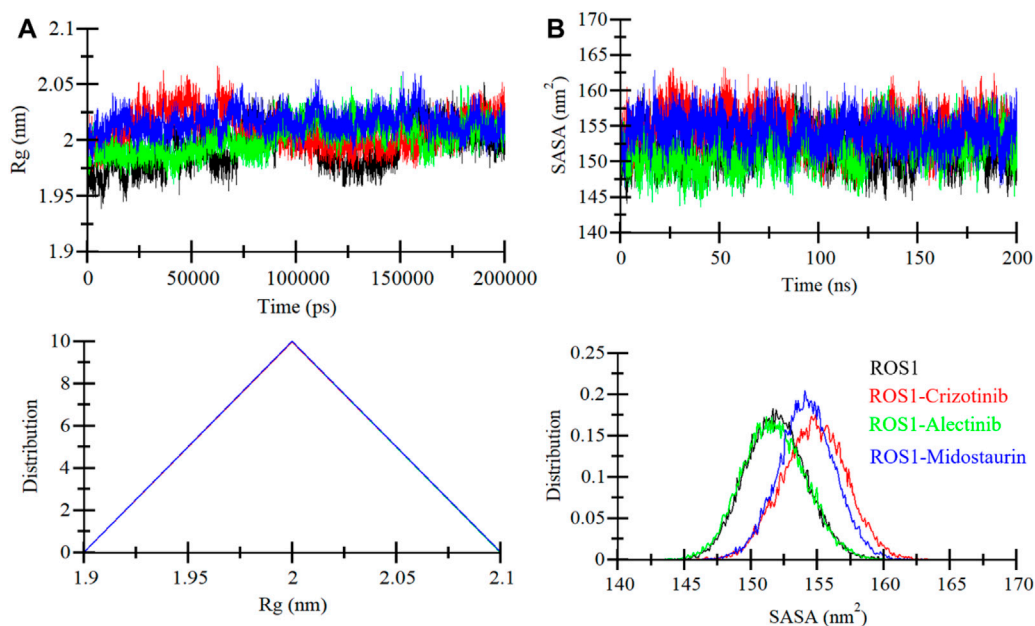 A
2.1
2.05
2
1.95
1.9
Rg (nm)
0 50000 100000 150000 200000
Time (ps)
B
170
165
160
155
150
145
140
SASA (nm²)
0 50 100 150 200
Time (ns)
10
8
6
4
2
0
Distribution
1.9 1.95 2 2.05 2.1
Rg (nm)
0.25
0.2
0.15
0.1
0.05
0
Distribution
ROS1
ROS1-Crizotinib
ROS1-Alectinib
ROS1-Midostaurin
140 145 150 155 160 165 170
SASA (nm²)